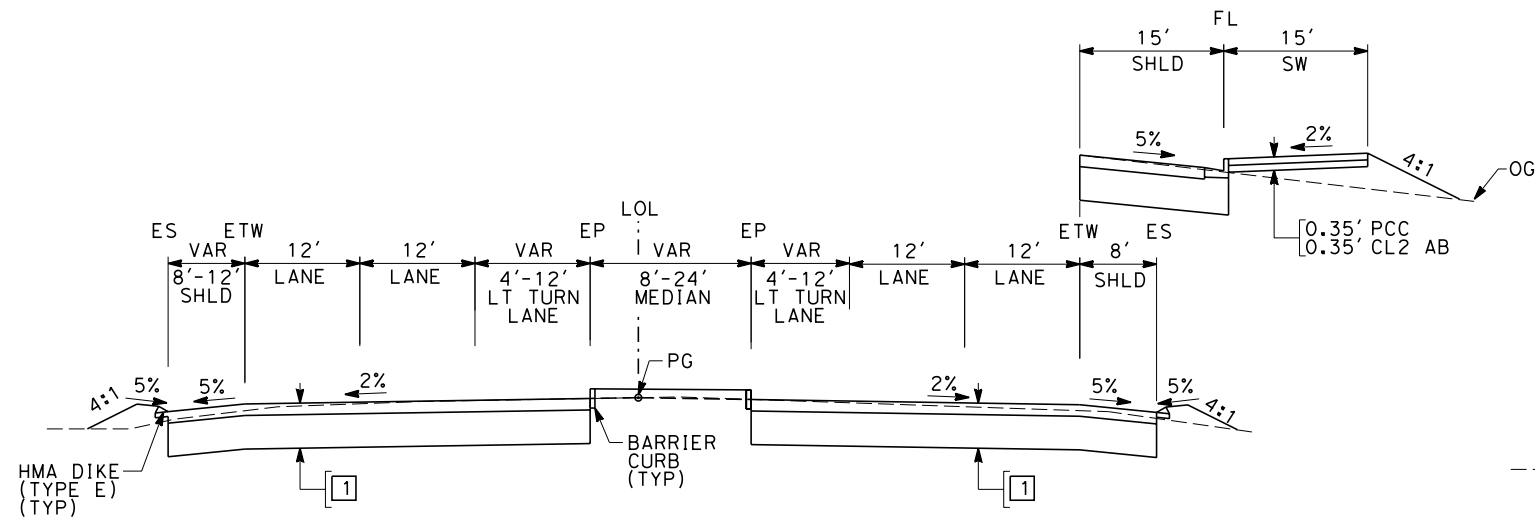 FL
15' 15'
SHLD SW
5% 2%
4:1
OG
0.35' PCC
0.35' CL2 AB
LOL
ES ETW EP EP ETW ES
VAR 12' 12' VAR VAR VAR 12' 12' 8'
8'-12' LANE LANE 4'-12' 8'-24' 4'-12' LANE LANE SHLD
SHLD LT TURN MEDIAN LT TURN
LANE LANE
PG
4:1 5% 5% 2% 2% 5% 5% 4:1
HMA DIKE
(TYPE E)
(TYP)
BARRIER
CURB
(TYP)
1 1